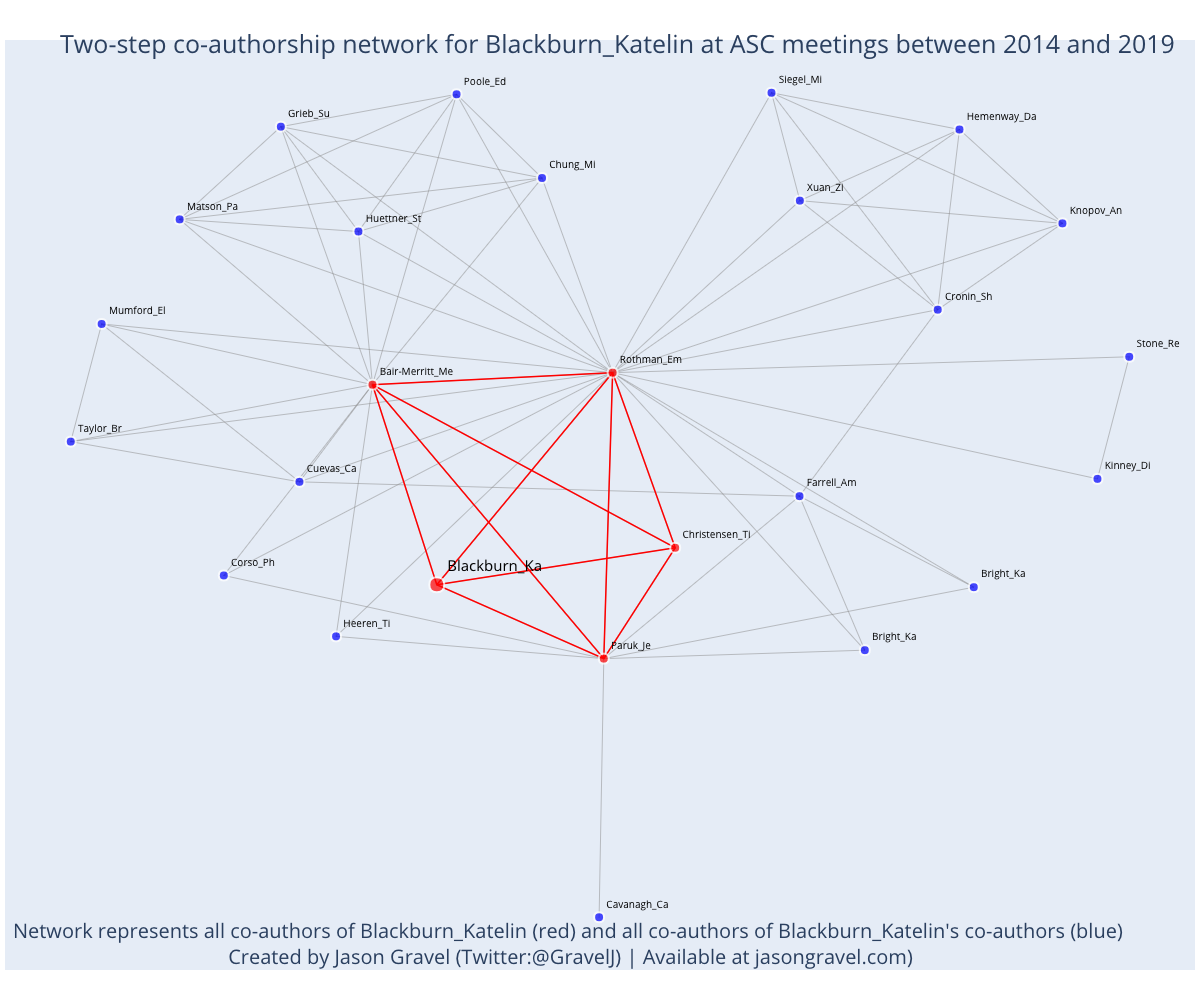 Two-step co-authorship network for Blackburn_Katelin at ASC meetings between 2014 and 2019
Siegel_Mi
Poole_Ed
Grieb_Su
Hemenway_Da
Chung_Mi
Xuan_Zi
Matson_Pa
Knopov_An
Huettner_St
Cronin_Sh
Mumford_El
Stone_Re
Rothman_Em
Bair-Merritt_Me
Taylor_Br
Kinney_Di
Cuevas_Ca
Farrell_Am
Christensen_Ti
Corso_Ph
Blackburn_Ka
Bright_Ka
Heeren_Ti
Bright_Ka
Paruk_Je
Cavanagh_Ca
Network represents all co-authors of Blackburn_Katelin (red) and all co-authors of Blackburn_Katelin's co-authors (blue)
Created by Jason Gravel (Twitter:@GravelJ) | Available at jasongravel.com)